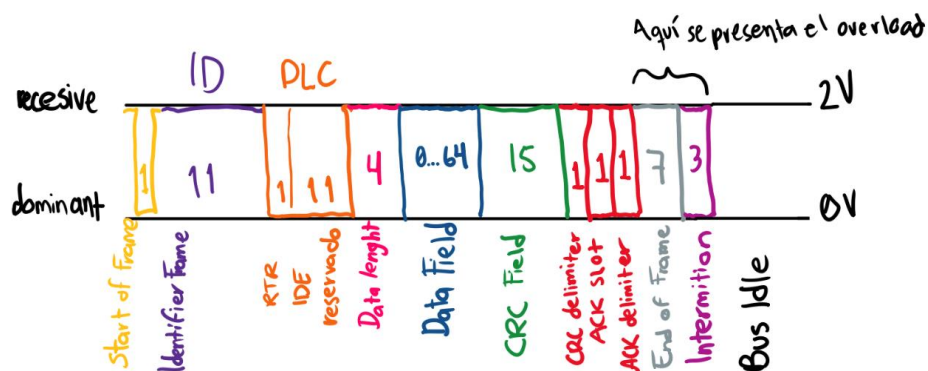 Aquí se presenta el overload
ID
DLC
recesive
2V
1
11
1
1 1
4
0...64
15
1
1
1
7
3
dominant
0V
Start of Frame
Identifier Frame
RTR
IDE
reservado
Data lenght
Data Field
CRC Field
CRC delimiter
ACK slot
ACK delimiter
End of Frame
Intermition
Bus Idle